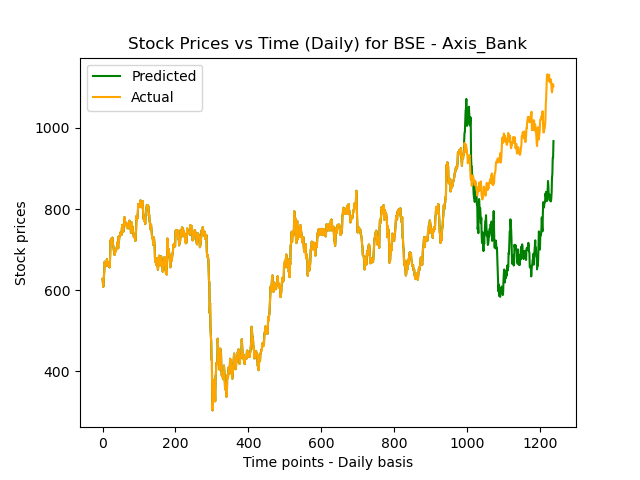 Stock Prices vs Time (Daily) for BSE - Axis_Bank
Predicted
Actual
1000
800
600
400
Stock prices
0 200 400 600 800 1000 1200
Time points - Daily basis